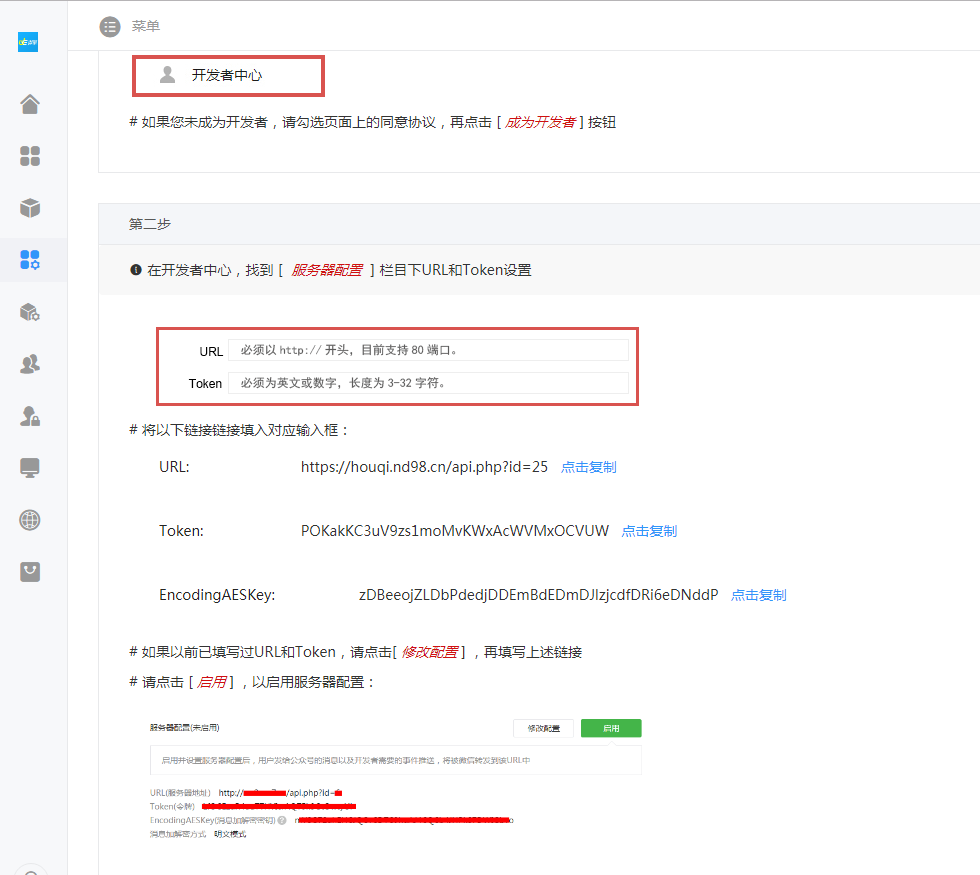 菜单
开发者中心
# 如果您未成为开发者，请勾选页面上的同意协议，再点击 [ 成为开发者 ] 按钮
第二步
在开发者中心，找到 [ 服务器配置 ] 栏目下URL和Token设置
URL 必须以 http:// 开头，目前支持 80 端口。
Token 必须为英文或数字，长度为 3-32 字符。
# 将以下链接链接填入对应输入框：
URL: https://houqi.nd98.cn/api.php?id=25 点击复制
Token: POKakKC3uV9zs1moMvKWxAcWVMxOCVUW 点击复制
EncodingAESKey: zDBeeojZLDbPdedjDDEmBdEDmDJIzjcdfDRi6eDNddP 点击复制
# 如果以前已填写过URL和Token，请点击[ 修改配置 ] ，再填写上述链接
# 请点击 [ 启用 ] ，以启用服务器配置：
服务器配置(未启用) 修改配置 启用
启用并设置服务器配置后，用户发给公众号的消息以及开发者需要的事件推送，将被微信转发到该URL中
URL(服务器地址) http:// /api.php?id=
Token(令牌)
EncodingAESKey(消息加解密密钥)
消息加解密方式 明文模式